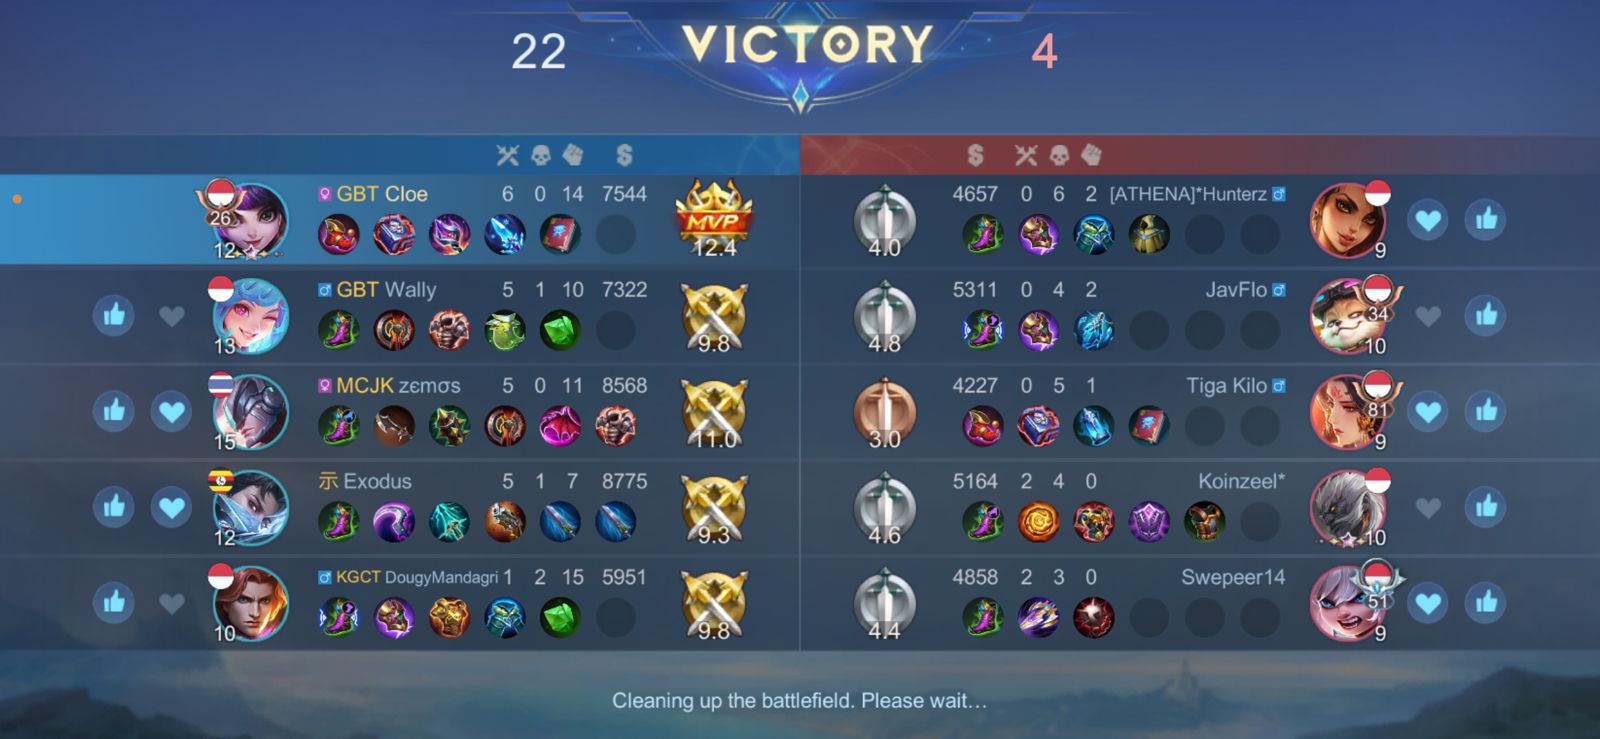 22 VICTORY 4
26 12 GBT Cloe 6 0 14 7544 MVP 12.4
4.0 4657 0 6 2 [ATHENA]*Hunterz 9
13 GBT Wally 5 1 10 7322 9.8
4.8 5311 0 4 2 JavFlo 34 10
15 MCJK zεmσs 5 0 11 8568 11.0
3.0 4227 0 5 1 Tiga Kilo 81 9
12 示 Exodus 5 1 7 8775 9.3
4.6 5164 2 4 0 Koinzeel* 10
10 KGCT DougyMandagri 1 2 15 5951 9.8
4.4 4858 2 3 0 Swepeer14 51 9
Cleaning up the battlefield. Please wait…